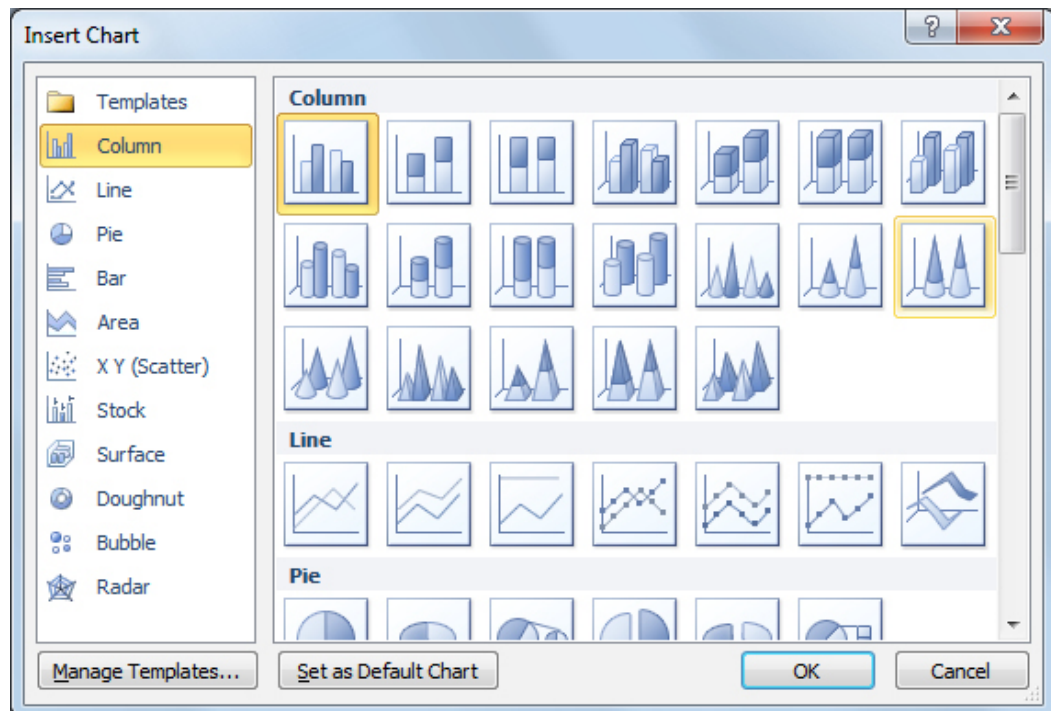 Insert Chart
Templates
Column
Line
Pie
Bar
Area
X Y (Scatter)
Stock
Surface
Doughnut
Bubble
Radar
Column
Line
Pie
Manage Templates...
Set as Default Chart
OK
Cancel